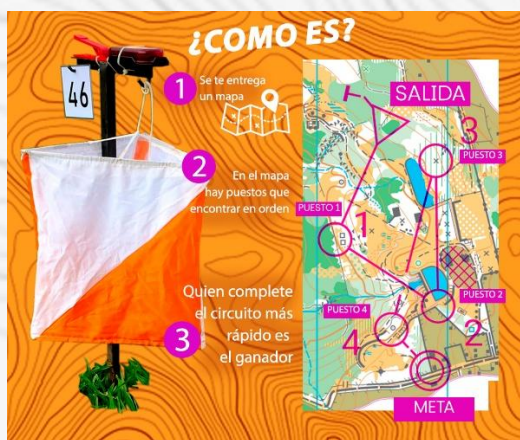 ¿COMO ES?
46
1
Se te entrega
un mapa
2
En el mapa
hay puestos que
encontrar en orden
3
Quien complete
el circuito más
rápido es
el ganador
SALIDA
3
PUESTO 3
PUESTO 1
1
PUESTO 2
PUESTO 4
2
4
META